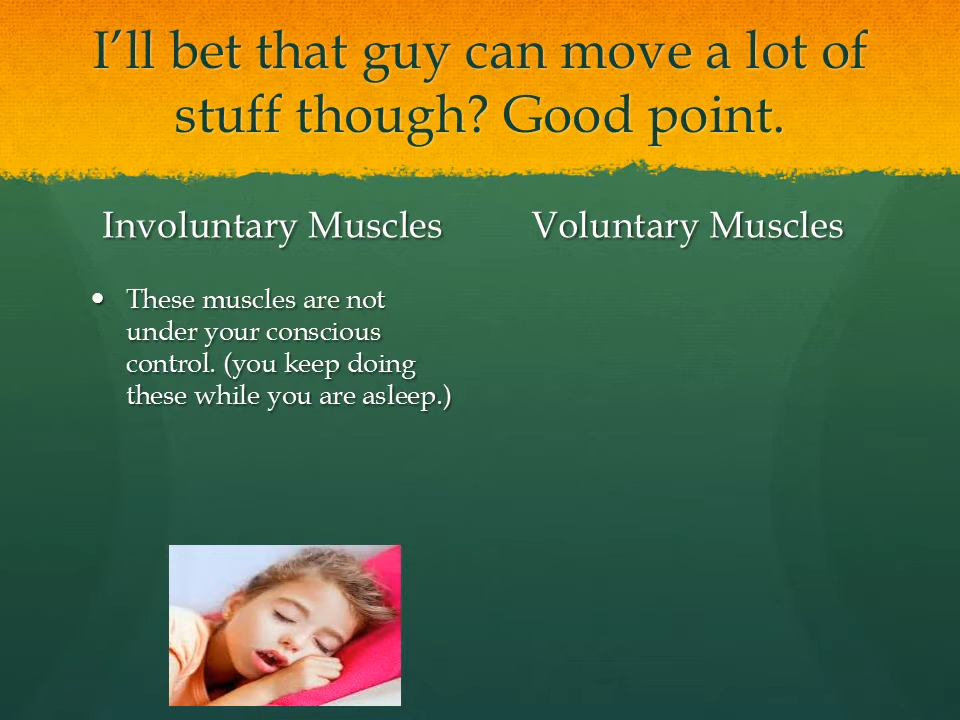 I’ll bet that guy can move a lot of
stuff though? Good point.
Involuntary Muscles
• These muscles are not
under your conscious
control. (you keep doing
these while you are asleep.)
Voluntary Muscles